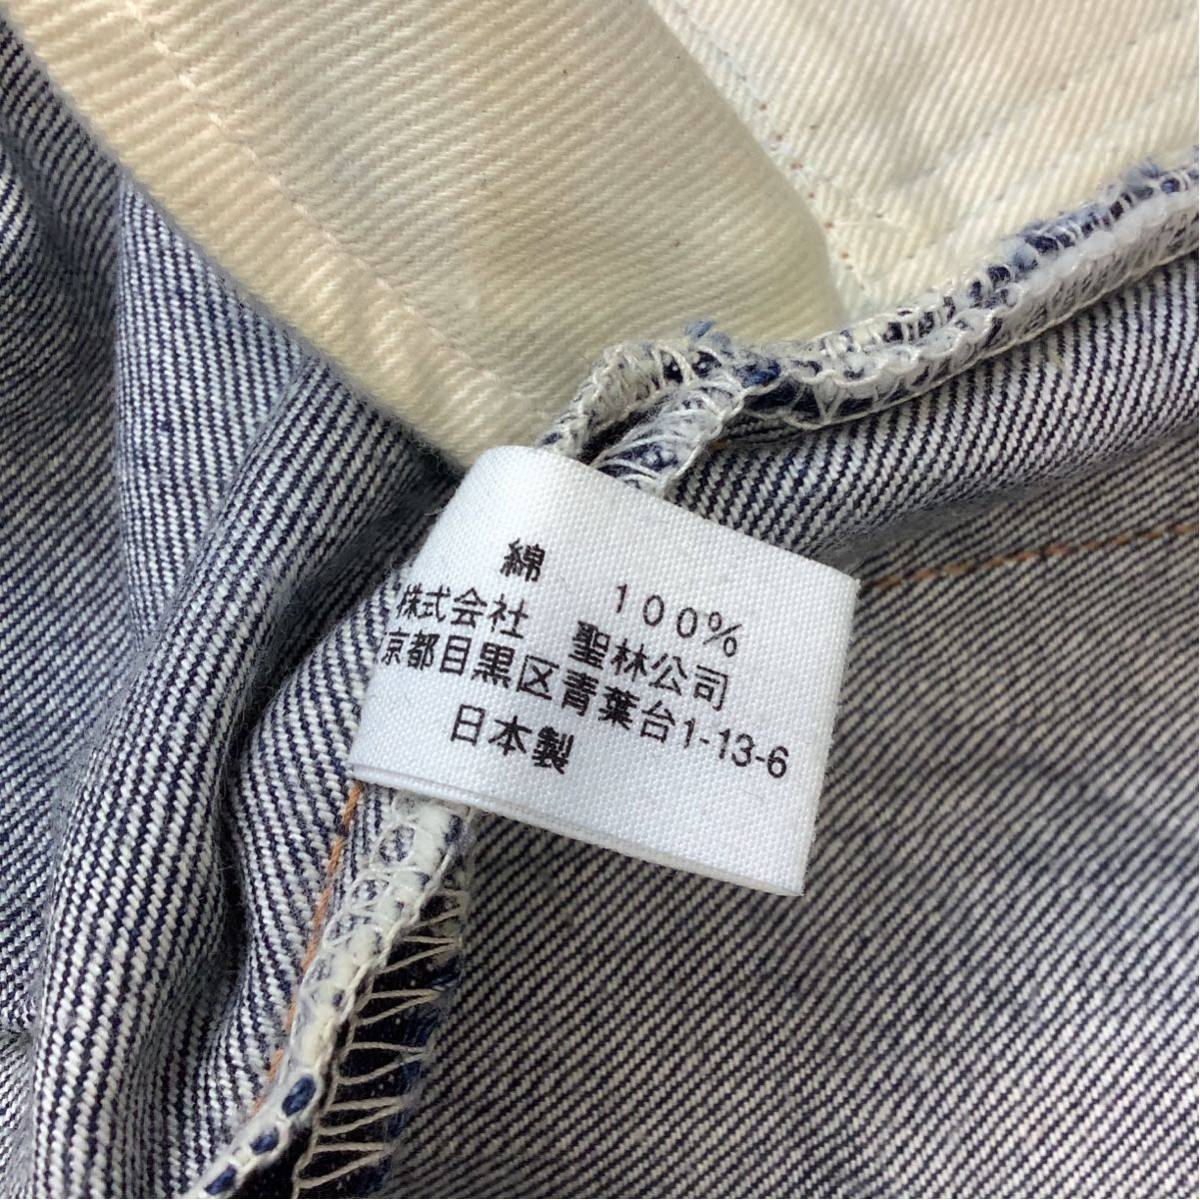 綿 100%
株式会社 聖林公司
京都目黒区青葉台1-13-6
日本製